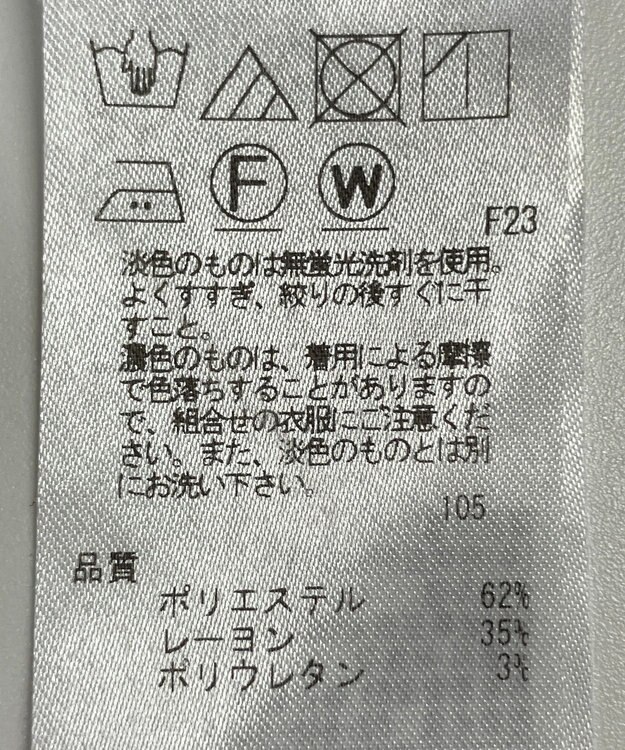 F
W
F23
淡色のものは無蛍光洗剤を使用。
よくすすぎ、絞りの後すぐに干
すこと。
濃色のものは、着用による摩擦
で色落ちすることがありますの
で、組合せの衣服にご注意くだ
さい。また、淡色のものとは別
にお洗い下さい。
105
品質
ポリエステル 62%
レーヨン 35%
ポリウレタン 3%